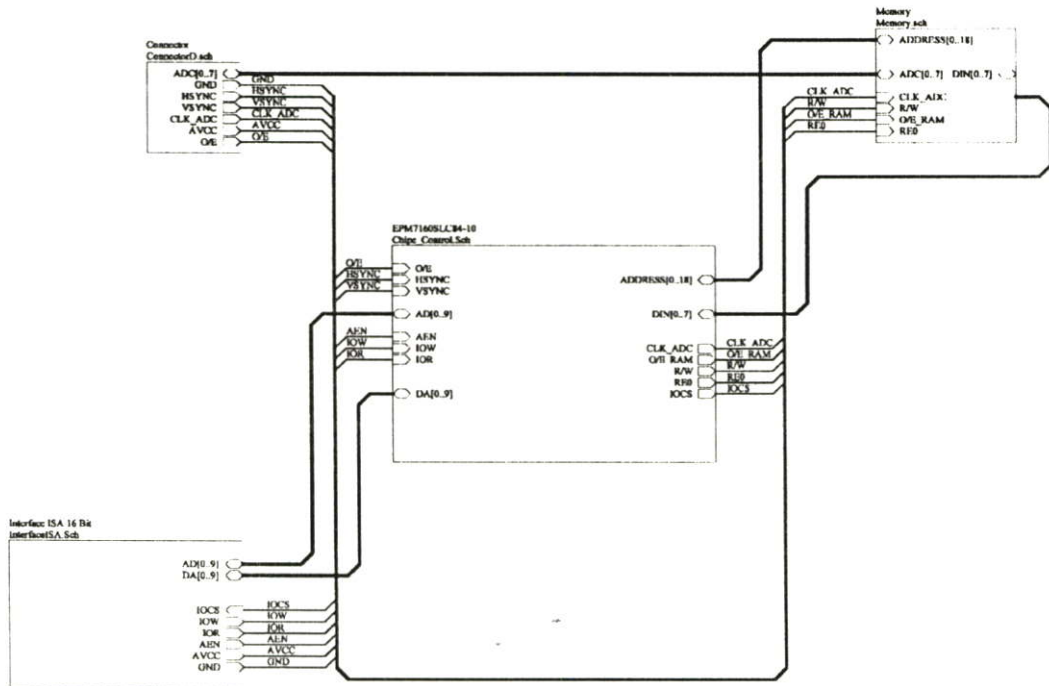 Memory
Memory.sch
ADDRESS[0..18]
ADC[0..7] DIN[0..7]
CLK_ADC CLK_ADC
R/W R/W
O/E_RAM O/E_RAM
RE0 RE0
Connector
ConnectorD.sch
ADC[0..7]
GND GND
HSYNC HSYNC
VSYNC VSYNC
CLK_ADC CLK_ADC
AVCC AVCC
O/E O/E
EPM7160SLC84-10
Chipe_Control.Sch
O/E O/E
HSYNC HSYNC
VSYNC VSYNC
AD[0..9]
AEN AEN
IOW IOW
IOR IOR
DA[0..9]
ADDRESS[0..18]
DIN[0..7]
CLK_ADC CLK_ADC
O/E_RAM O/E_RAM
R/W R/W
RE0 RE0
IOCS IOCS
Interface ISA 16 Bit
InterfaceISA.Sch
AD[0..9]
DA[0..9]
IOCS IOCS
IOW IOW
IOR IOR
AEN AEN
AVCC AVCC
GND GND